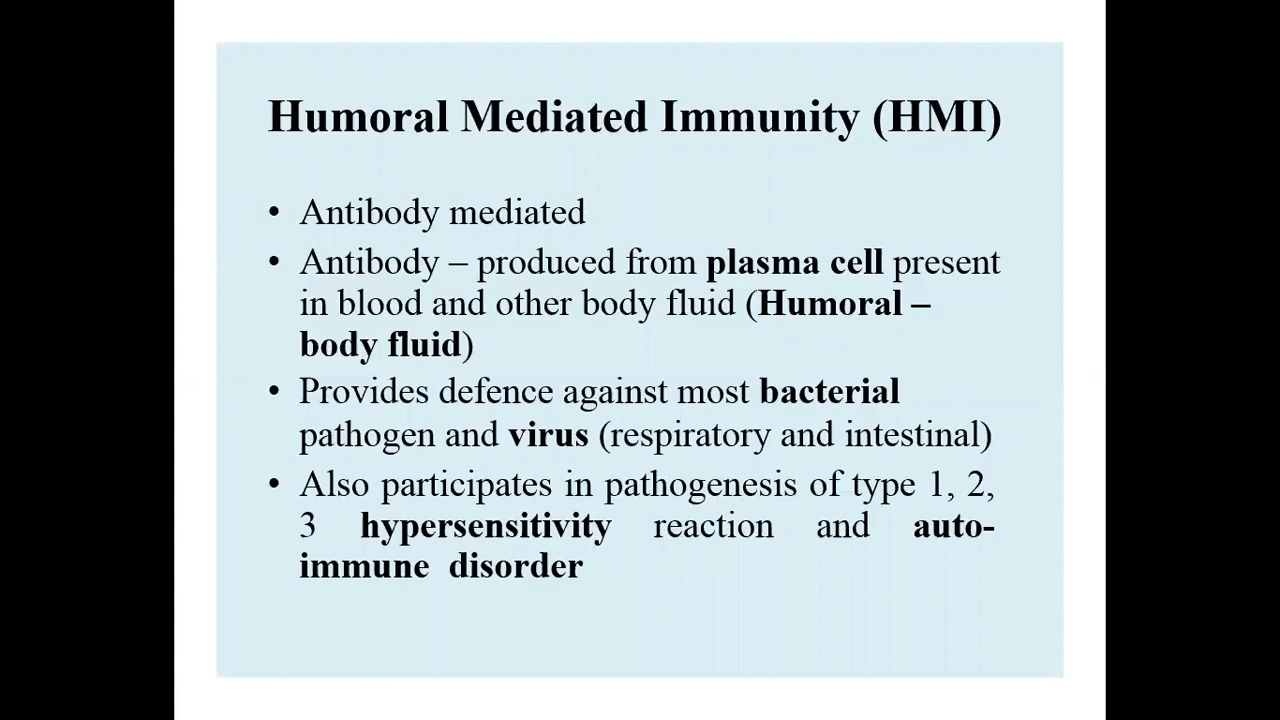 Humoral Mediated Immunity (HMI)
• Antibody mediated
• Antibody – produced from plasma cell present
in blood and other body fluid (Humoral –
body fluid)
• Provides defence against most bacterial
pathogen and virus (respiratory and intestinal)
• Also participates in pathogenesis of type 1, 2,
3 hypersensitivity reaction and auto-
immune disorder